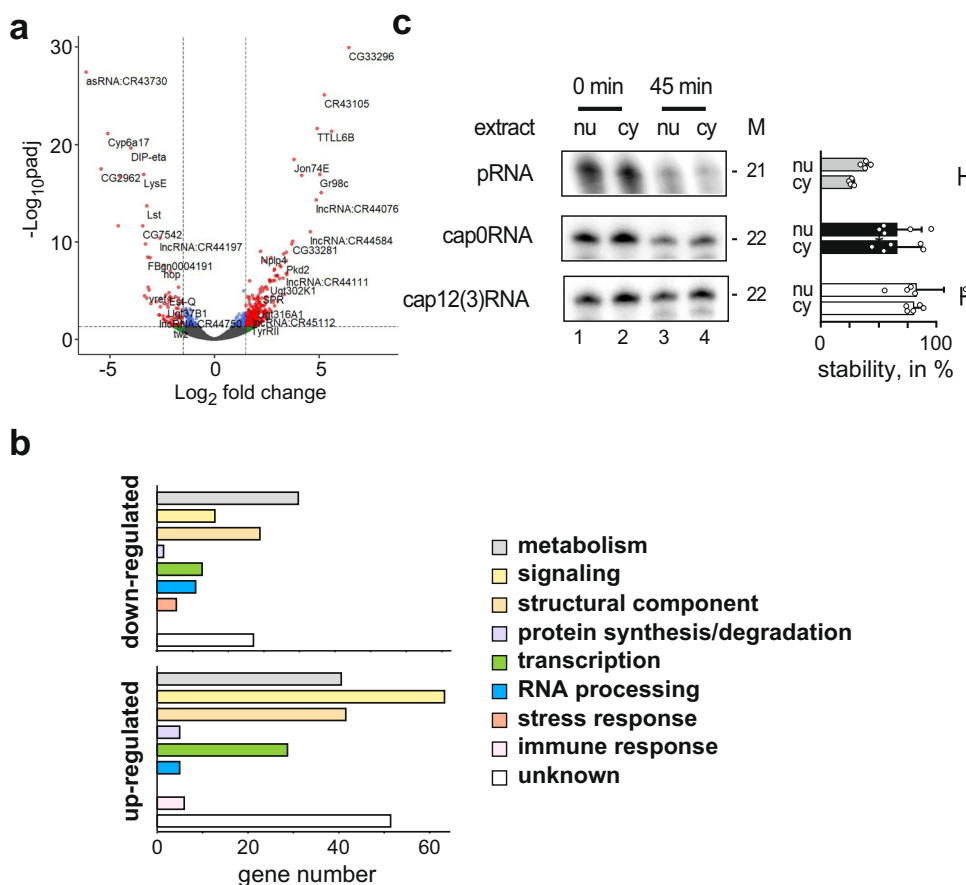 a
-Log10padj
30
20
10
0
-5
0
5
Log2 fold change
CG33296
asRNA:CR43730
CR43105
Cyp6a17
TTLL6B
DIP-eta
Jon74E
CG2962
LysE
Gr98c
Lst
lncRNA:CR44076
CG7542
lncRNA:CR44584
lncRNA:CR44197
CG33281
Nplp4
FBgn0004191
hop
Pkd2
lncRNA:CR44111
Ugt302K1
Est-Q
SPR
Ugt37B1
Ugt316A1
lncRNA:CR44750
lncRNA:CR45112
twz
TyrRII
c
0 min 45 min
extract nu cy nu cy M
pRNA - 21
cap0RNA - 22
cap12(3)RNA - 22
1 2 3 4
nu
cy
nu
cy
nu
cy
0 100
stability, in %
b
down-regulated
up-regulated
0 20 40 60
gene number
metabolism
signaling
structural component
protein synthesis/degradation
transcription
RNA processing
stress response
immune response
unknown